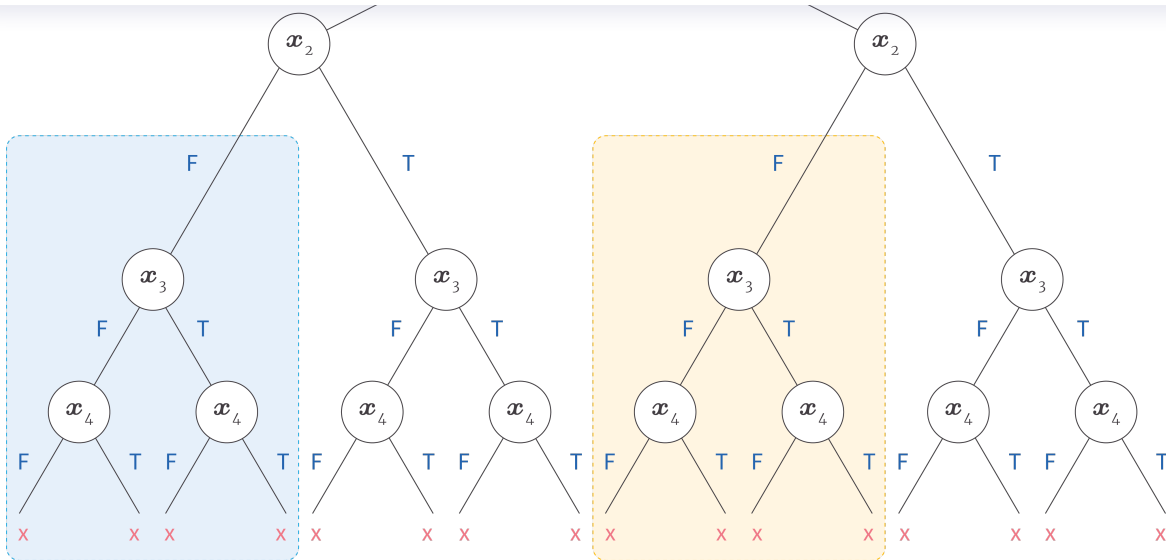 x₂ x₂
F T F T
x₃ x₃ x₃ x₃
F T F T F T F T
x₄ x₄ x₄ x₄ x₄ x₄ x₄ x₄
F T F T F T F T F T F T F T F T
x x x x x x x x x x x x x x x x